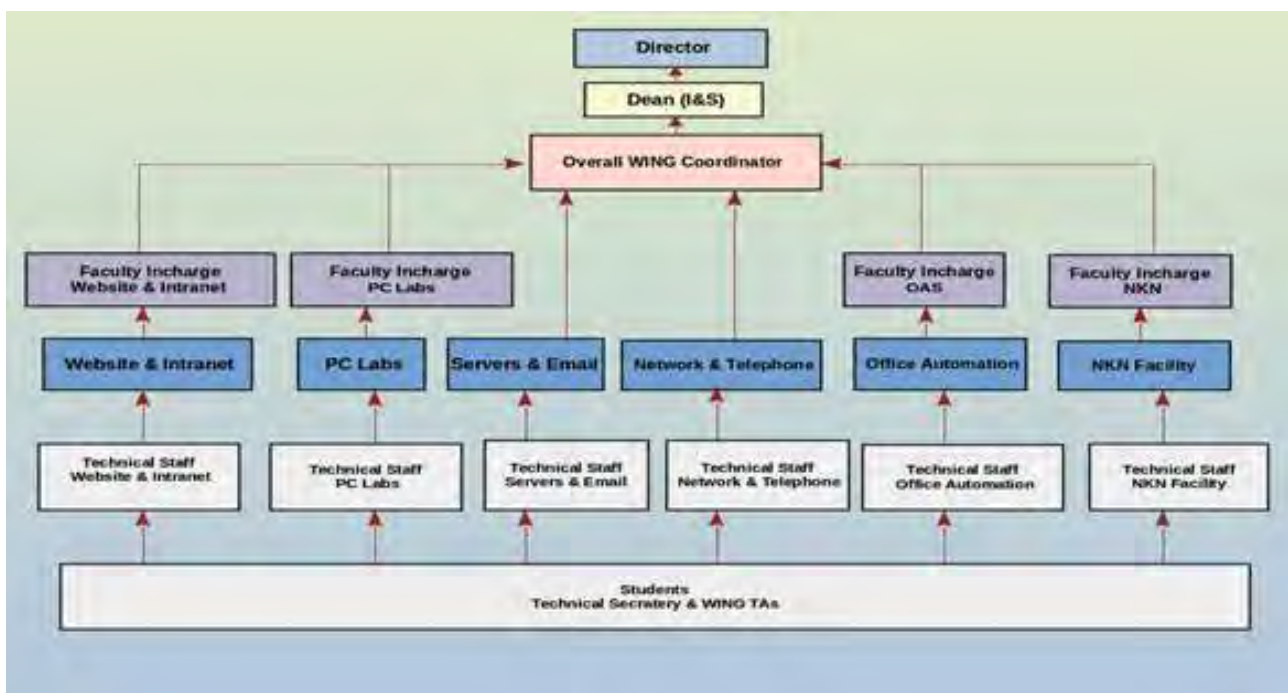 Director
Dean (I&S)
Overall WING Coordinator
Faculty Incharge
Website & Intranet
Faculty Incharge
PC Labs
Faculty Incharge
OAS
Faculty Incharge
NKN
Website & Intranet
PC Labs
Servers & Email
Network & Telephone
Office Automation
NKN Facility
Technical Staff
Website & Intranet
Technical Staff
PC Labs
Technical Staff
Servers & Email
Technical Staff
Network & Telephone
Technical Staff
Office Automation
Technical Staff
NKN Facility
Students
Technical Secratery & WING TAs